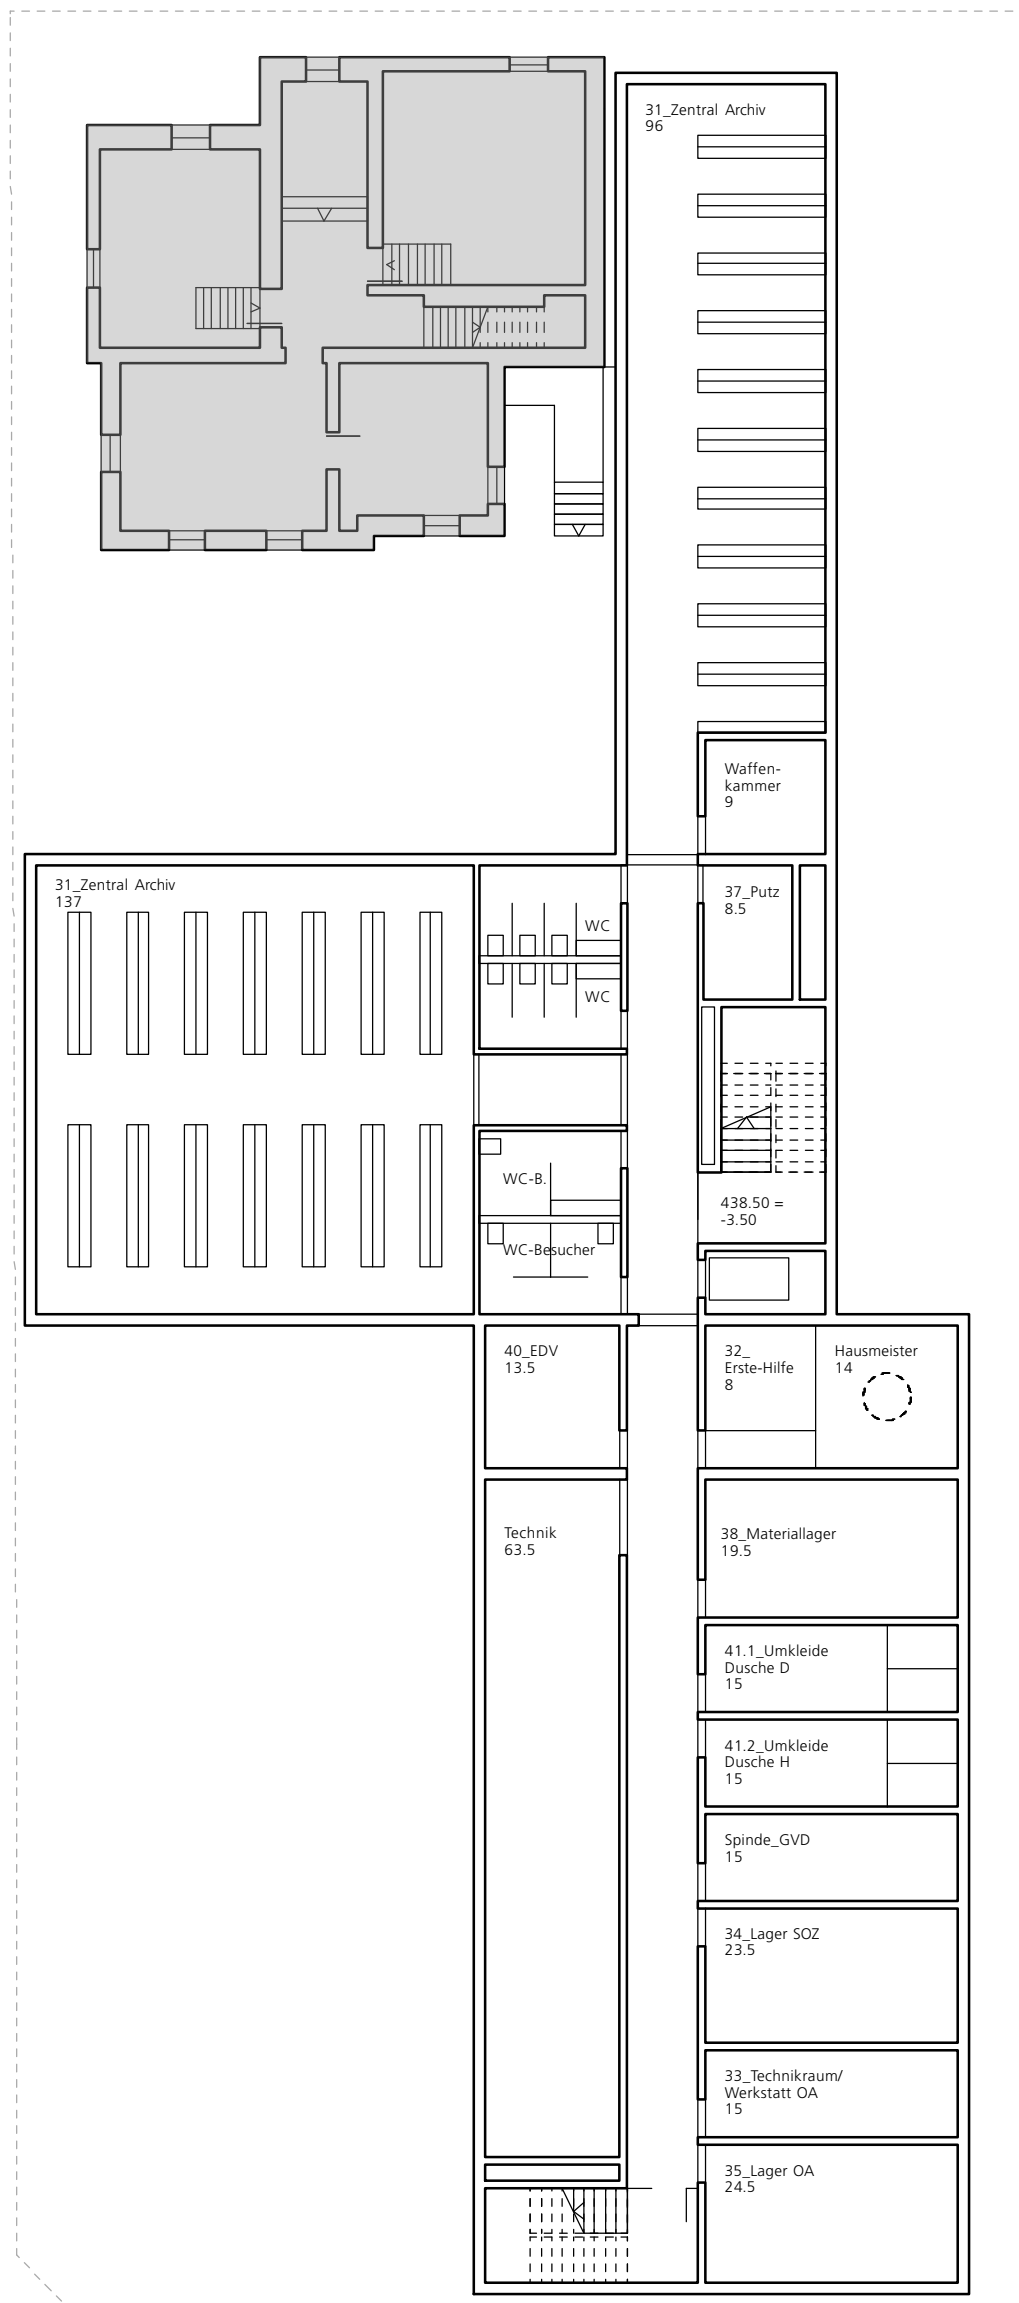 31_Zentral Archiv
96
Waffen-
kammer
9
31_Zentral Archiv
137
37_Putz
8.5
WC
WC
WC-B.
438.50 =
-3.50
WC-Besucher
40_EDV
13.5
32_
Erste-Hilfe
8
Hausmeister
14
Technik
63.5
38_Materiallager
19.5
41.1_Umkleide
Dusche D
15
41.2_Umkleide
Dusche H
15
Spinde_GVD
15
34_Lager SOZ
23.5
33_Technikraum/
Werkstatt OA
15
35_Lager OA
24.5